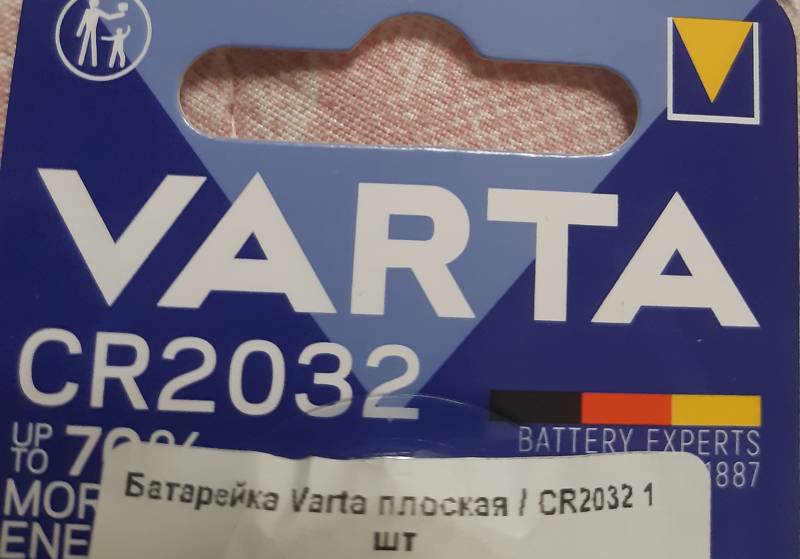 VARTA
CR2032
BATTERY EXPERTS
1887
UP
TO
MOR
ENE
Батарейка Varta плоская / CR2032 1
шт